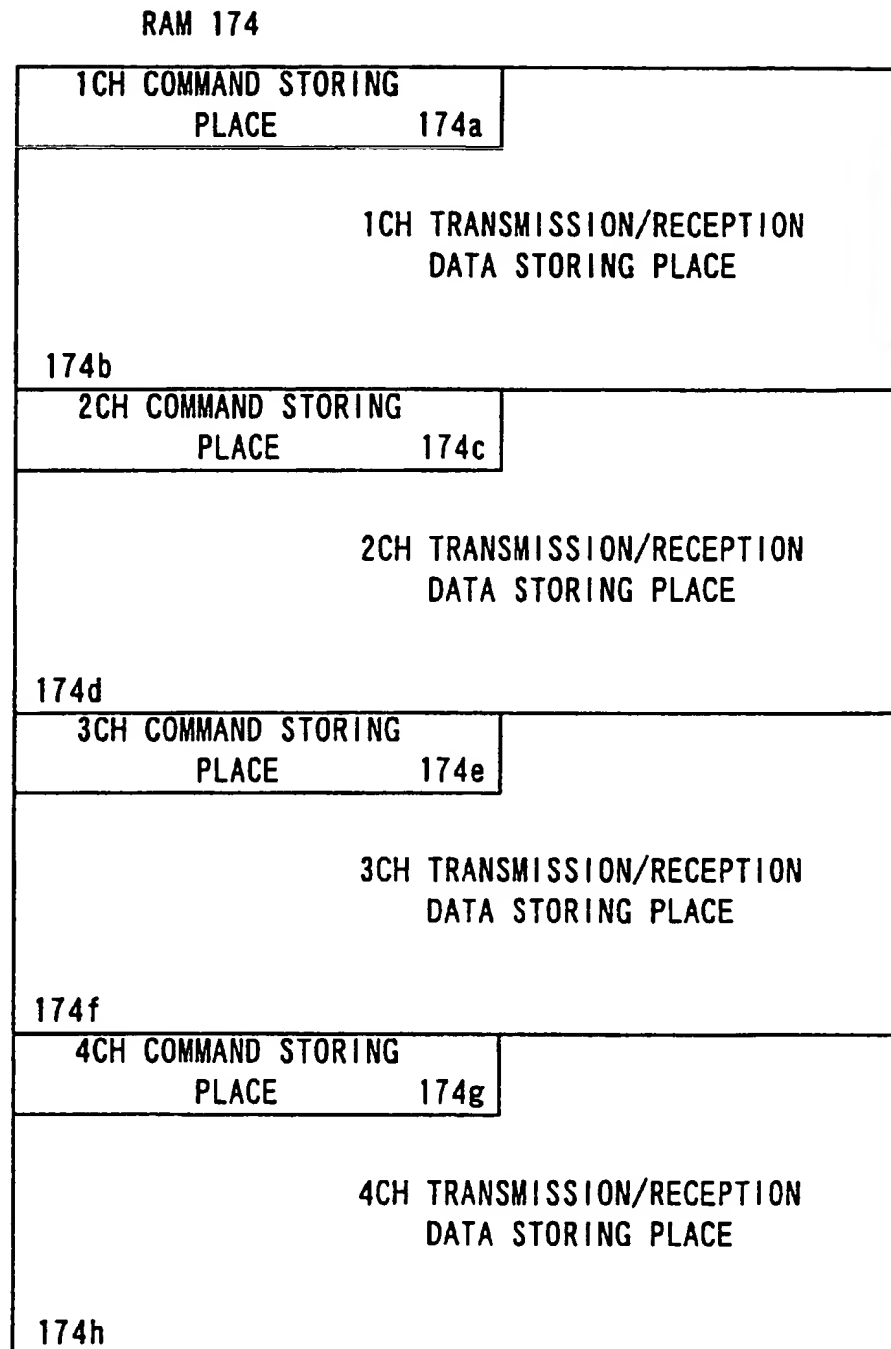 RAM 174
1CH COMMAND STORING
PLACE 174a
1CH TRANSMISSION/RECEPTION
DATA STORING PLACE
174b
2CH COMMAND STORING
PLACE 174c
2CH TRANSMISSION/RECEPTION
DATA STORING PLACE
174d
3CH COMMAND STORING
PLACE 174e
3CH TRANSMISSION/RECEPTION
DATA STORING PLACE
174f
4CH COMMAND STORING
PLACE 174g
4CH TRANSMISSION/RECEPTION
DATA STORING PLACE
174h